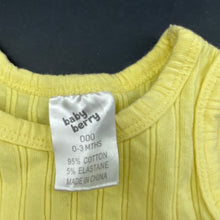 baby
berry
000
0-3 MTHS
95% COTTON
5% ELASTANE
MADE IN CHINA